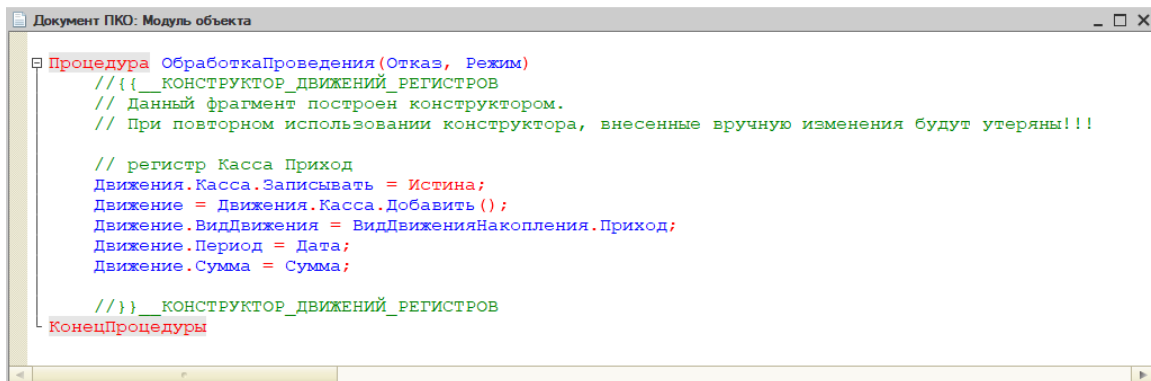 Документ ПКО: Модуль объекта
Процедура ОбработкаПроведения(Отказ, Режим)
//{{__КОНСТРУКТОР_ДВИЖЕНИЙ_РЕГИСТРОВ
// Данный фрагмент построен конструктором.
// При повторном использовании конструктора, внесенные вручную изменения будут утеряны!!!
// регистр Касса Приход
Движения.Касса.Записывать = Истина;
Движение = Движения.Касса.Добавить();
Движение.ВидДвижения = ВидДвиженияНакопления.Приход;
Движение.Период = Дата;
Движение.Сумма = Сумма;
//}}__КОНСТРУКТОР_ДВИЖЕНИЙ_РЕГИСТРОВ
КонецПроцедуры